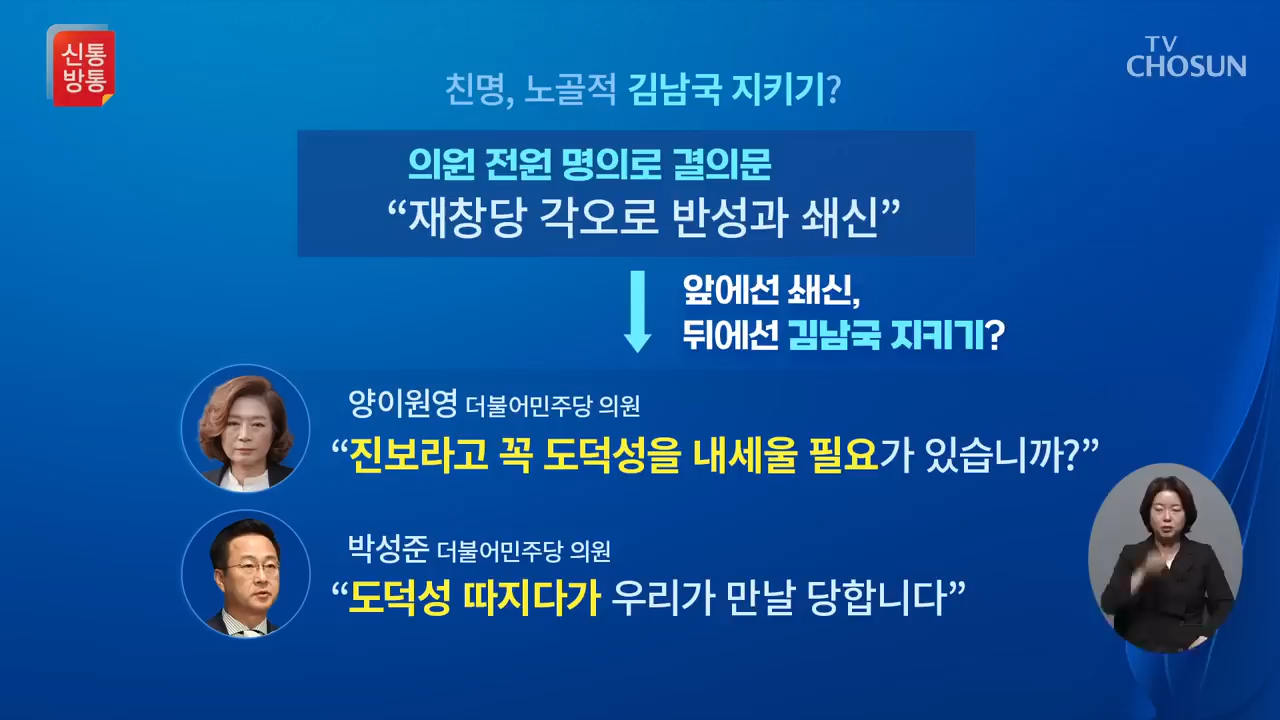 신통
방통
TV
CHOSUN
친명, 노골적 김남국 지키기?
의원 전원 명의로 결의문
“재창당 각오로 반성과 쇄신”
앞에선 쇄신,
뒤에선 김남국 지키기?
양이원영 더불어민주당 의원
“진보라고 꼭 도덕성을 내세울 필요가 있습니까?”
박성준 더불어민주당 의원
“도덕성 따지다가 우리가 만날 당합니다”